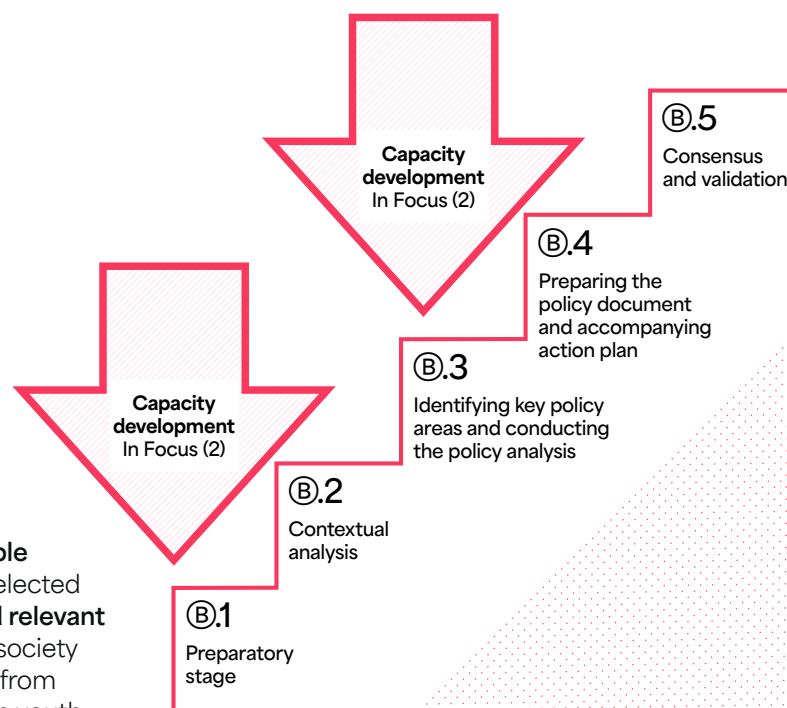 Capacity
development
In Focus (2)
Ⓑ.5
Consensus
and validation
Ⓑ.4
Preparing the
policy document
and accompanying
action plan
Capacity
development
In Focus (2)
Ⓑ.3
Identifying key policy
areas and conducting
the policy analysis
Ⓑ.2
Contextual
analysis
Ⓑ.1
Preparatory
stage
elected
relevant
society
from